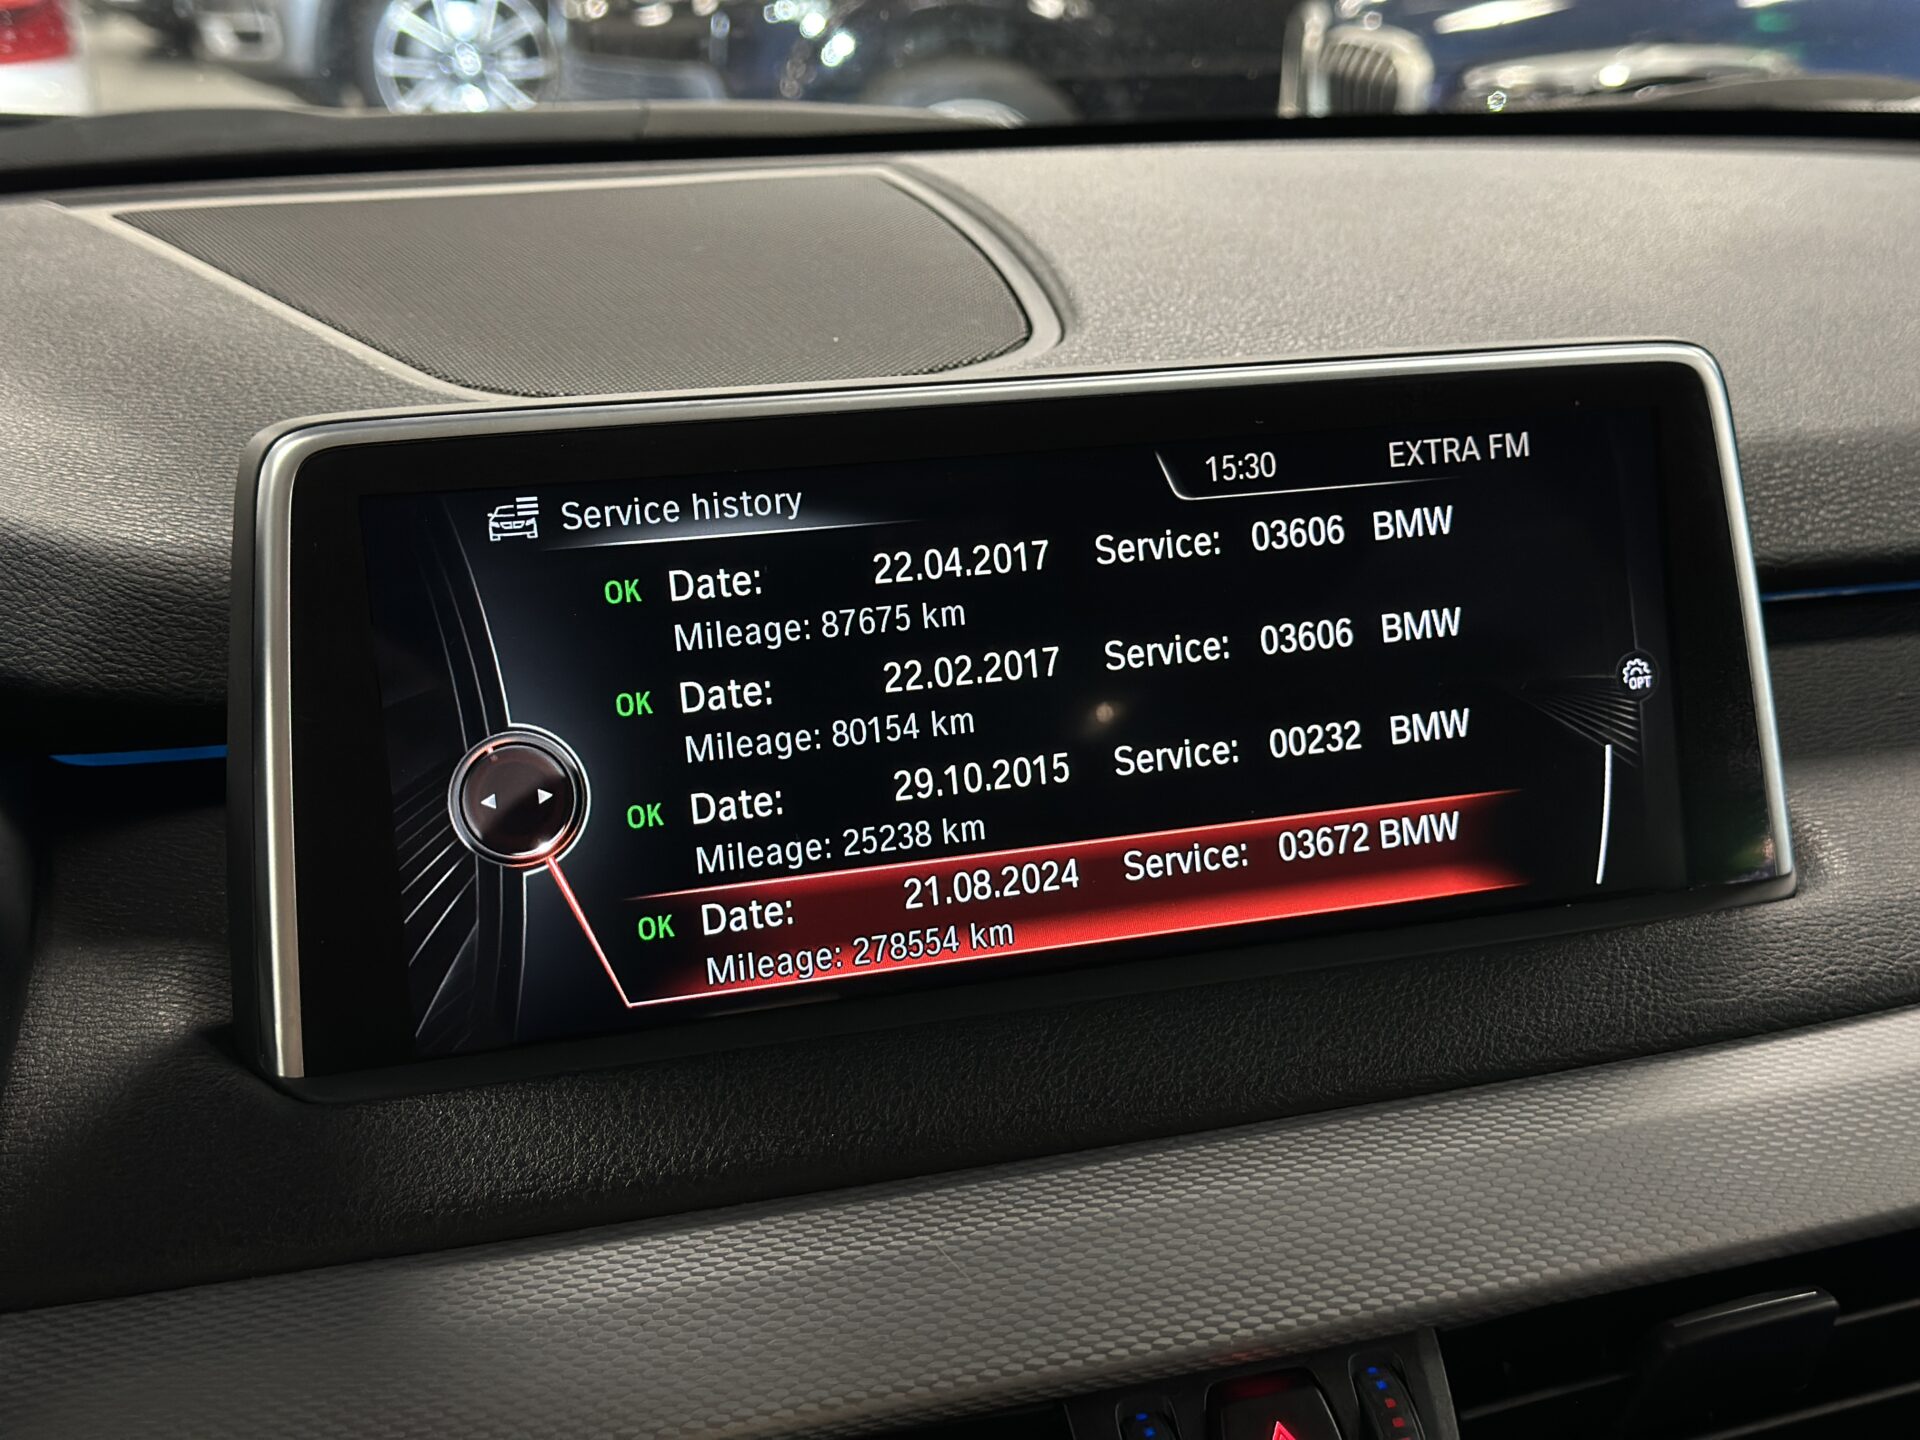 15:30 EXTRA FM
Service history
OK Date: 22.04.2017 Service: 03606 BMW
Mileage: 87675 km
OK Date: 22.02.2017 Service: 03606 BMW
Mileage: 80154 km
OK Date: 29.10.2015 Service: 00232 BMW
Mileage: 25238 km
OK Date: 21.08.2024 Service: 03672 BMW
Mileage: 278554 km
OPT